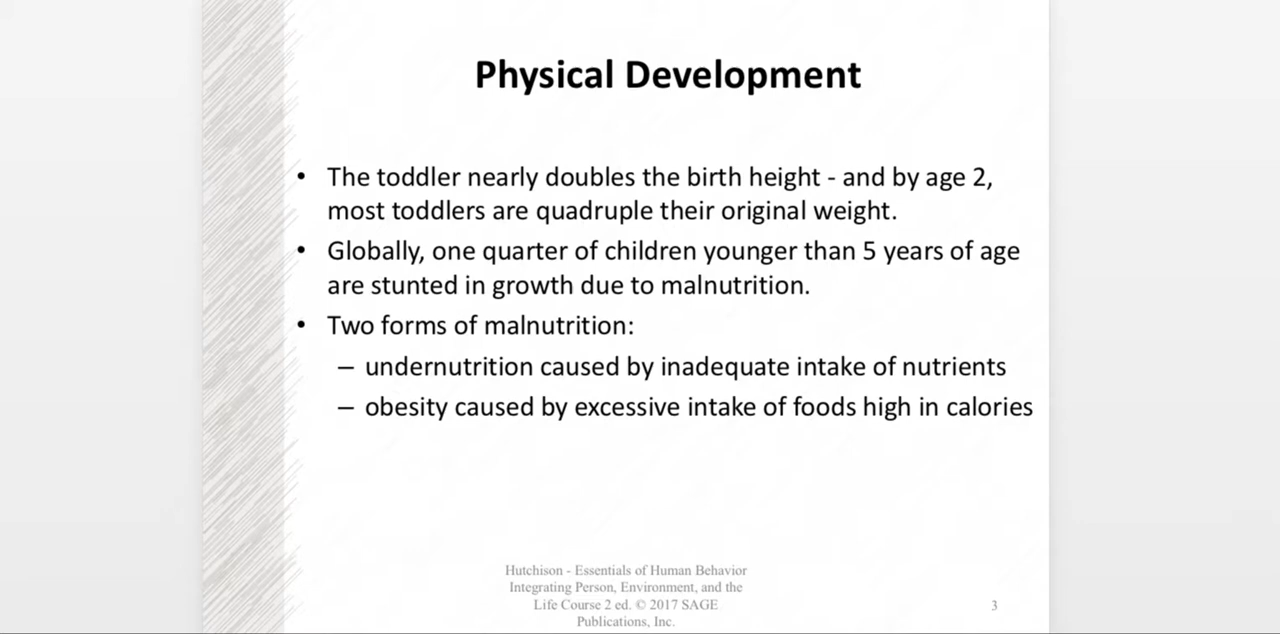 Physical Development
• The toddler nearly doubles the birth height - and by age 2,
most toddlers are quadruple their original weight.
• Globally, one quarter of children younger than 5 years of age
are stunted in growth due to malnutrition.
• Two forms of malnutrition:
– undernutrition caused by inadequate intake of nutrients
– obesity caused by excessive intake of foods high in calories
Hutchison - Essentials of Human Behavior
Integrating Person, Environment, and the
Life Course 2 ed. © 2017 SAGE
Publications, Inc.
3